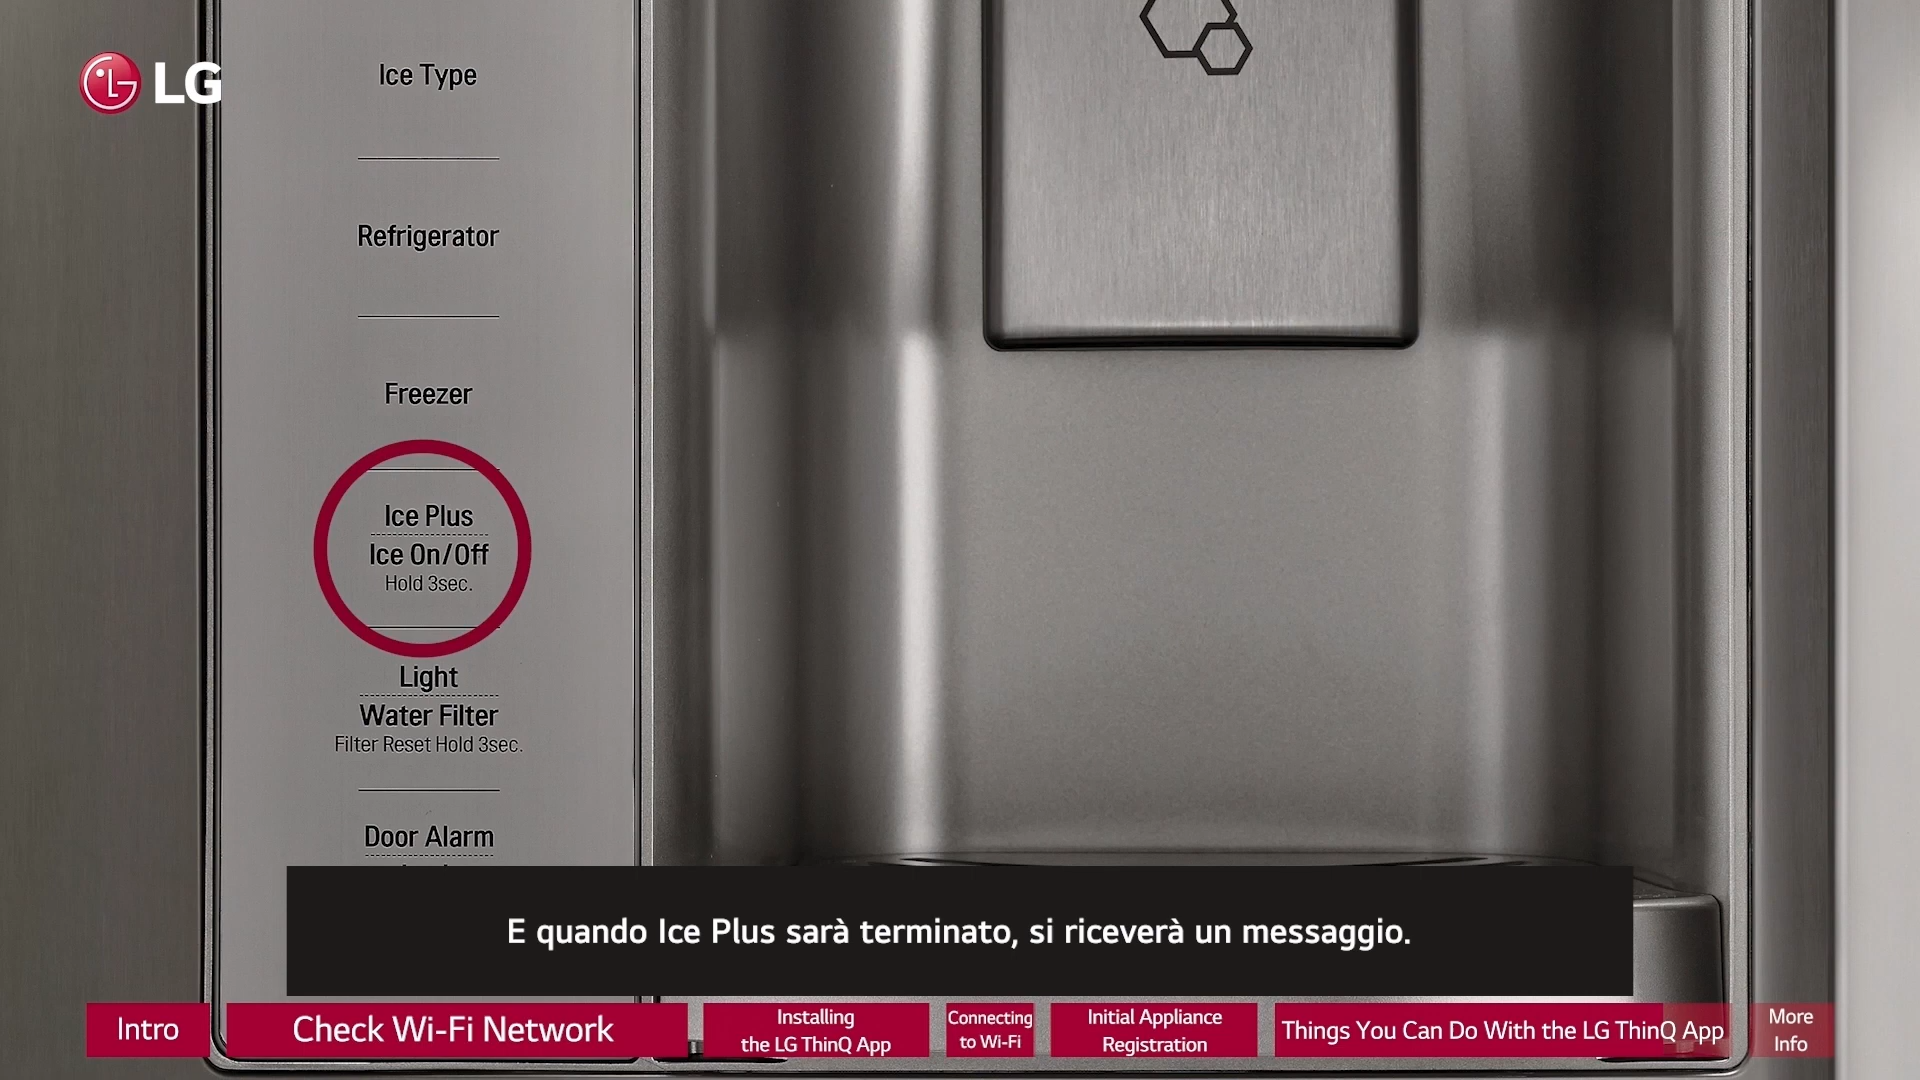 LG
Ice Type
Refrigerator
Freezer
Ice Plus
Ice On/Off
Hold 3sec.
Light
Water Filter
Filter Reset Hold 3sec.
Door Alarm
E quando Ice Plus sarà terminato, si riceverà un messaggio.
Intro
Check Wi-Fi Network
Installing
the LG ThinQ App
Connecting
to Wi-Fi
Initial Appliance
Registration
Things You Can Do With the LG ThinQ App
More
Info